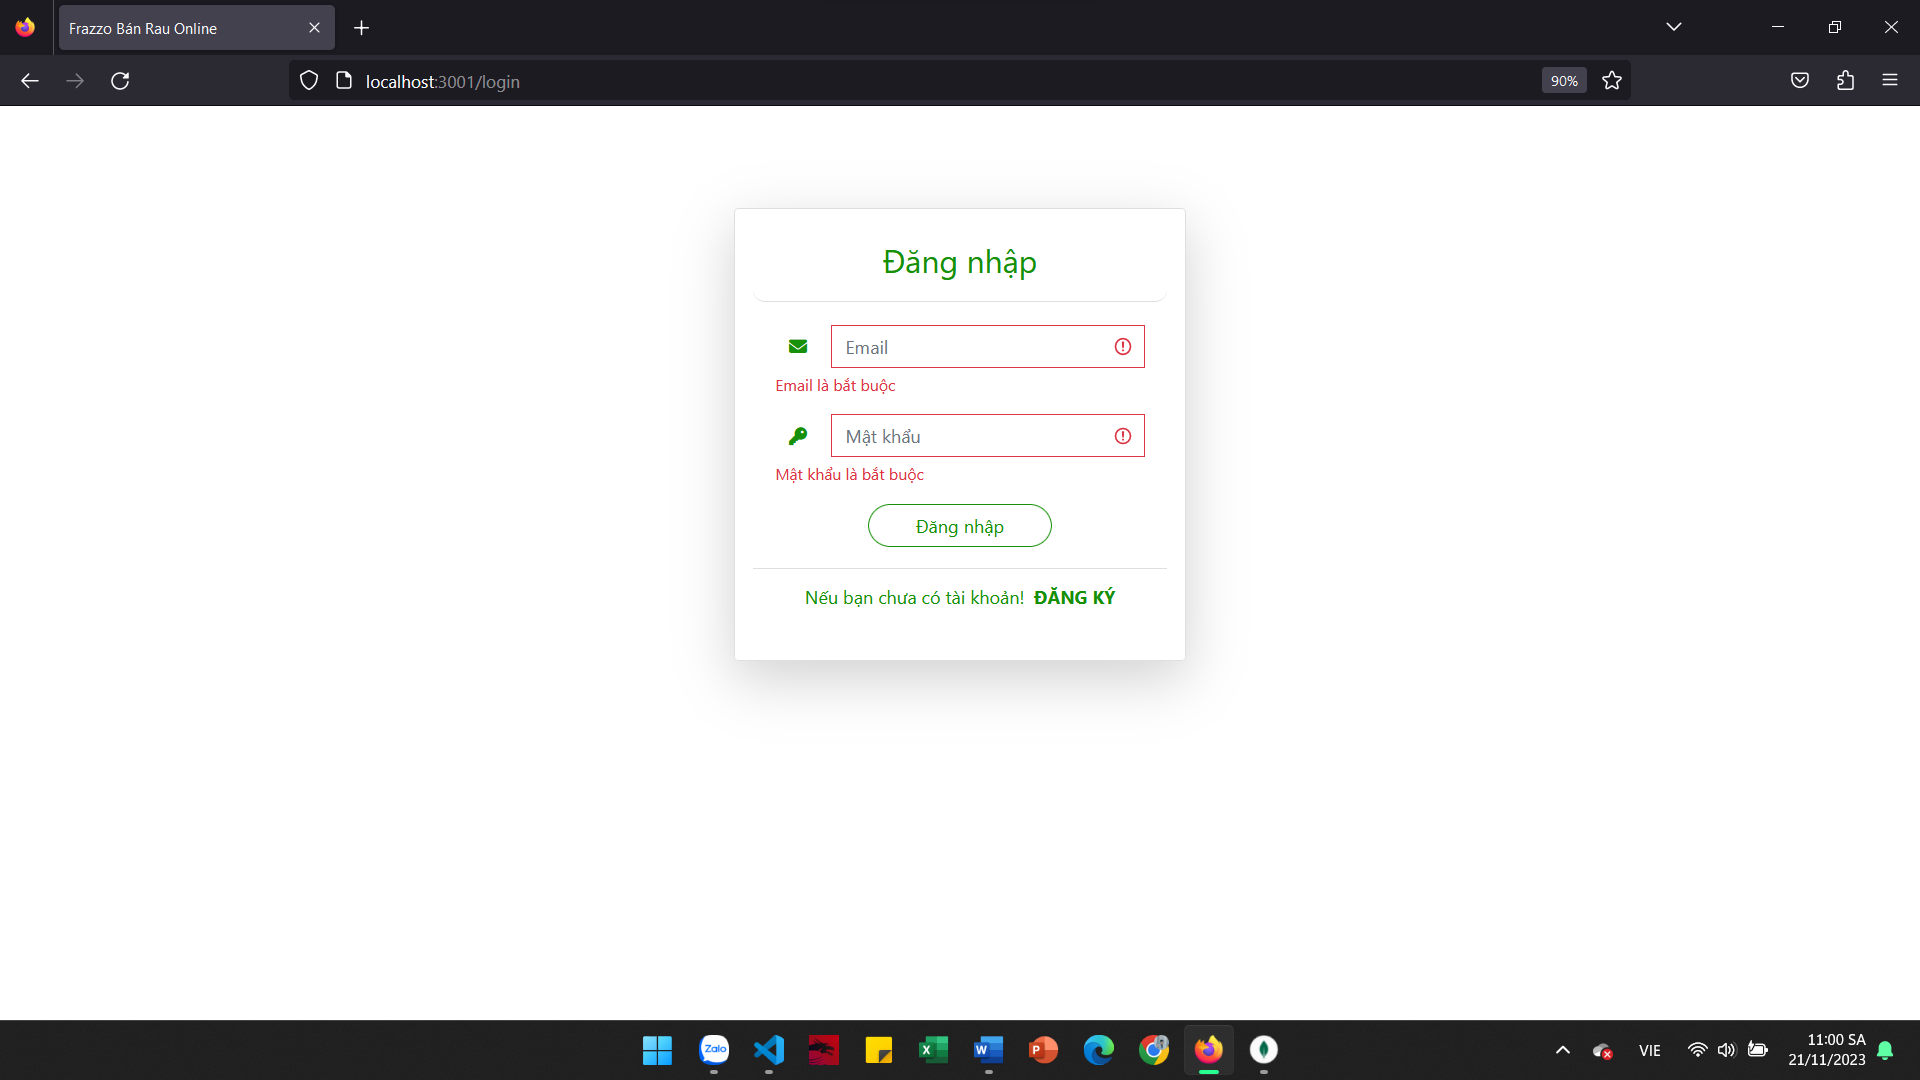 Frazzo Bán Rau Online
localhost:3001/login
90%
Đăng nhập
Email
Email là bắt buộc
Mật khẩu
Mật khẩu là bắt buộc
Đăng nhập
Nếu bạn chưa có tài khoản! ĐĂNG KÝ
Zalo
VIE
11:00 SA
21/11/2023